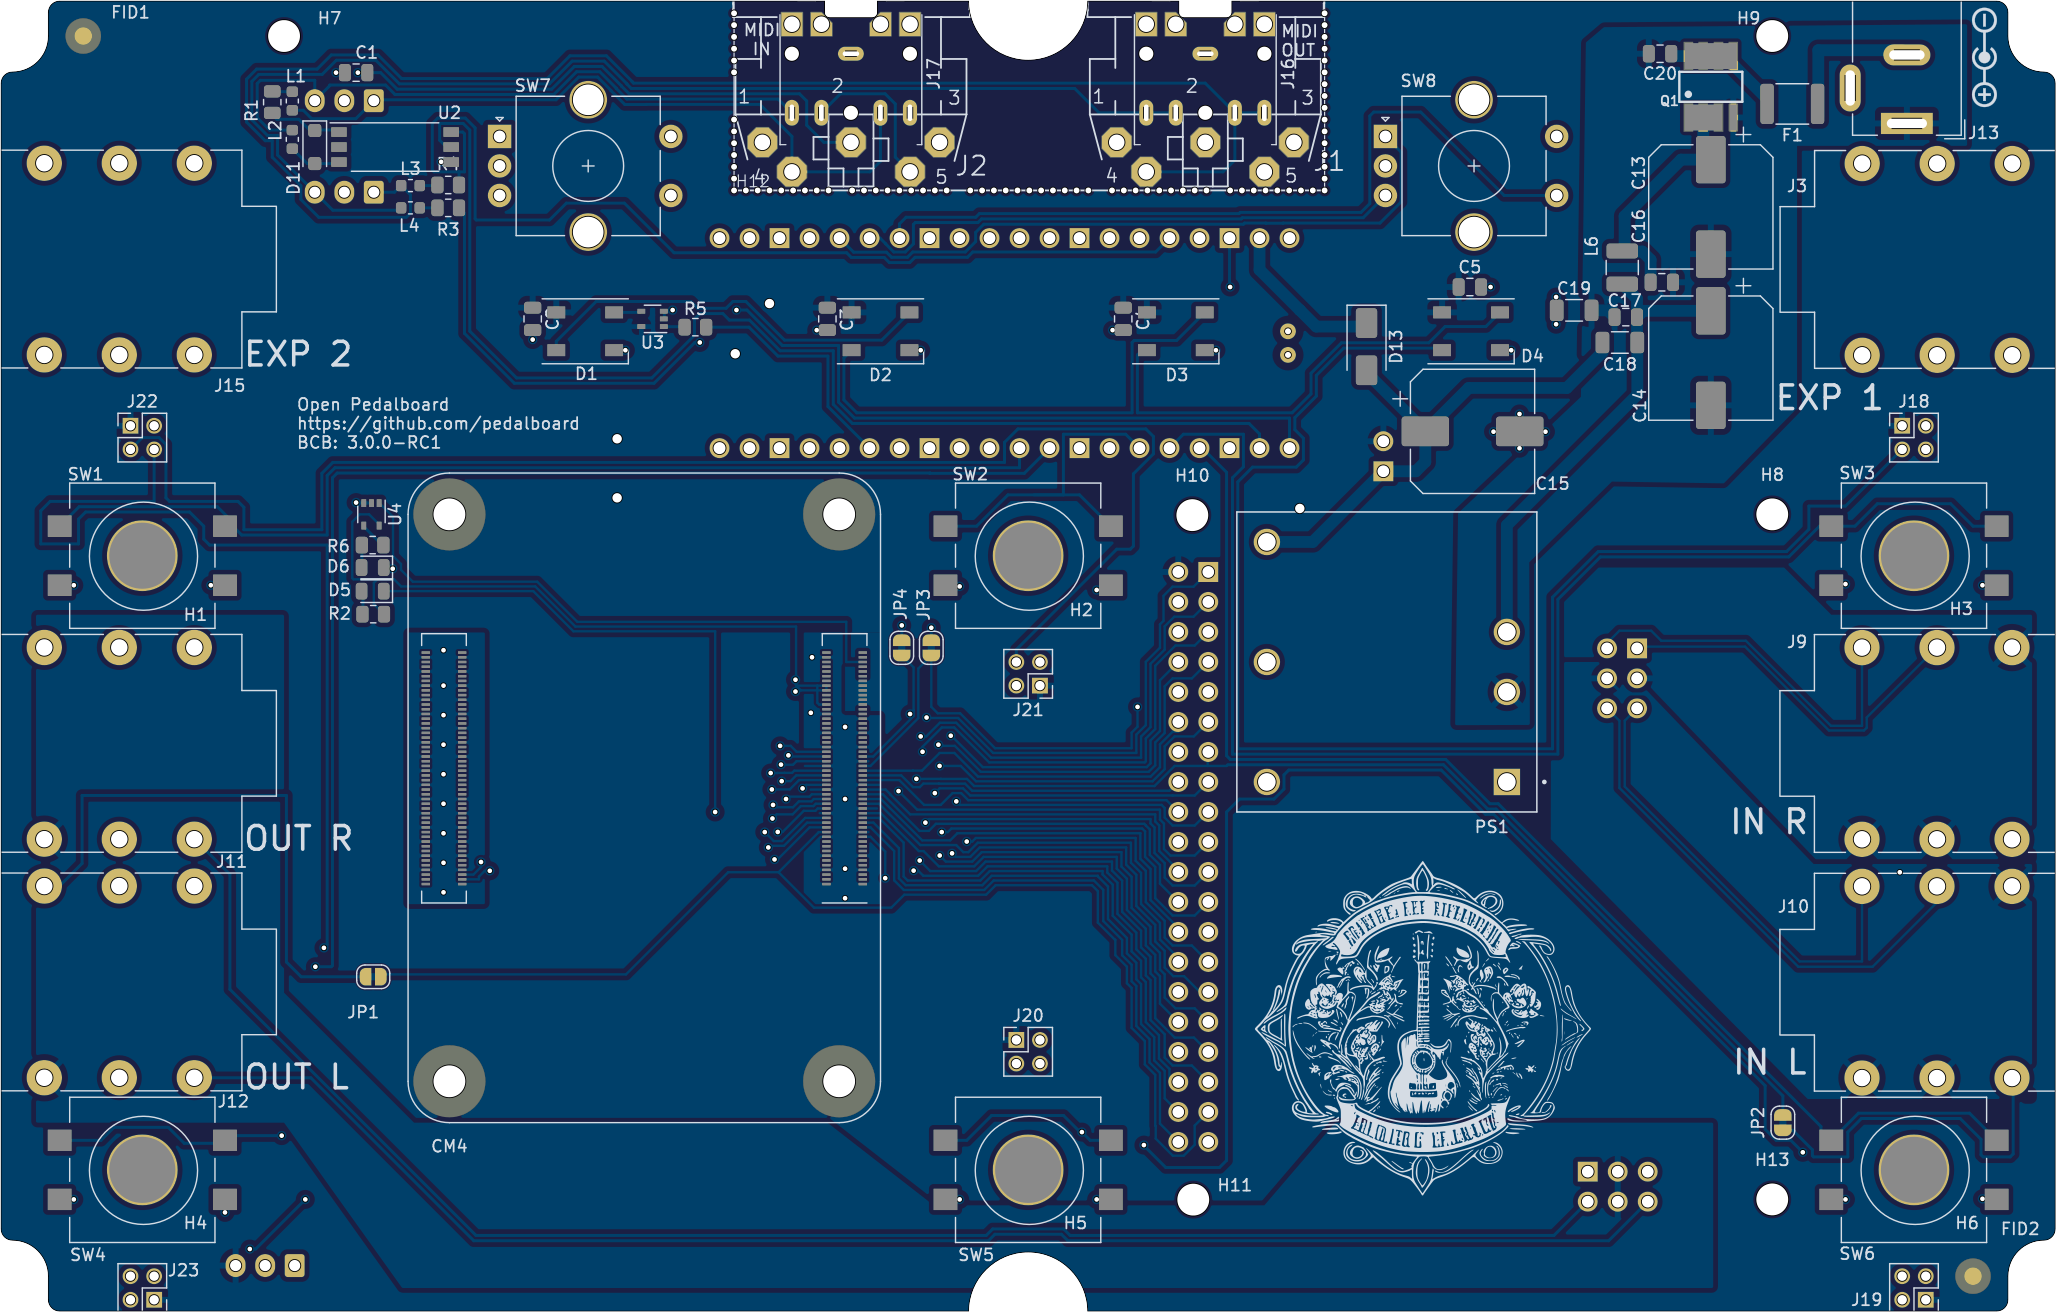 FID1
H7
MIDI
IN
MIDI
OUT
H9
C1
L1
R1
L2
U2
SW7
J17
J16
SW8
C20
Q1
F1
J13
1
2
3
1
2
3
D11
L3
L4
R3
4
H12
5
J2
4
5
J1
C13
J3
C16
L6
C5
C19
C17
R5
U3
D1
D2
D3
D13
D4
C18
C14
EXP 2
J15
EXP 1
J22
Open Pedalboard
https://github.com/pedalboard
BCB: 3.0.0-RC1
J18
SW1
SW2
H10
C15
H8
SW3
U4
R6
D6
D5
R2
H1
JP4
JP3
H2
H3
J9
J21
OUT R
J11
PS1
IN R
J10
JP1
J20
OUT L
J12
IN L
CM4
JP2
H13
H4
SW4
J23
H5
SW5
H11
H6
FID2
SW6
J19